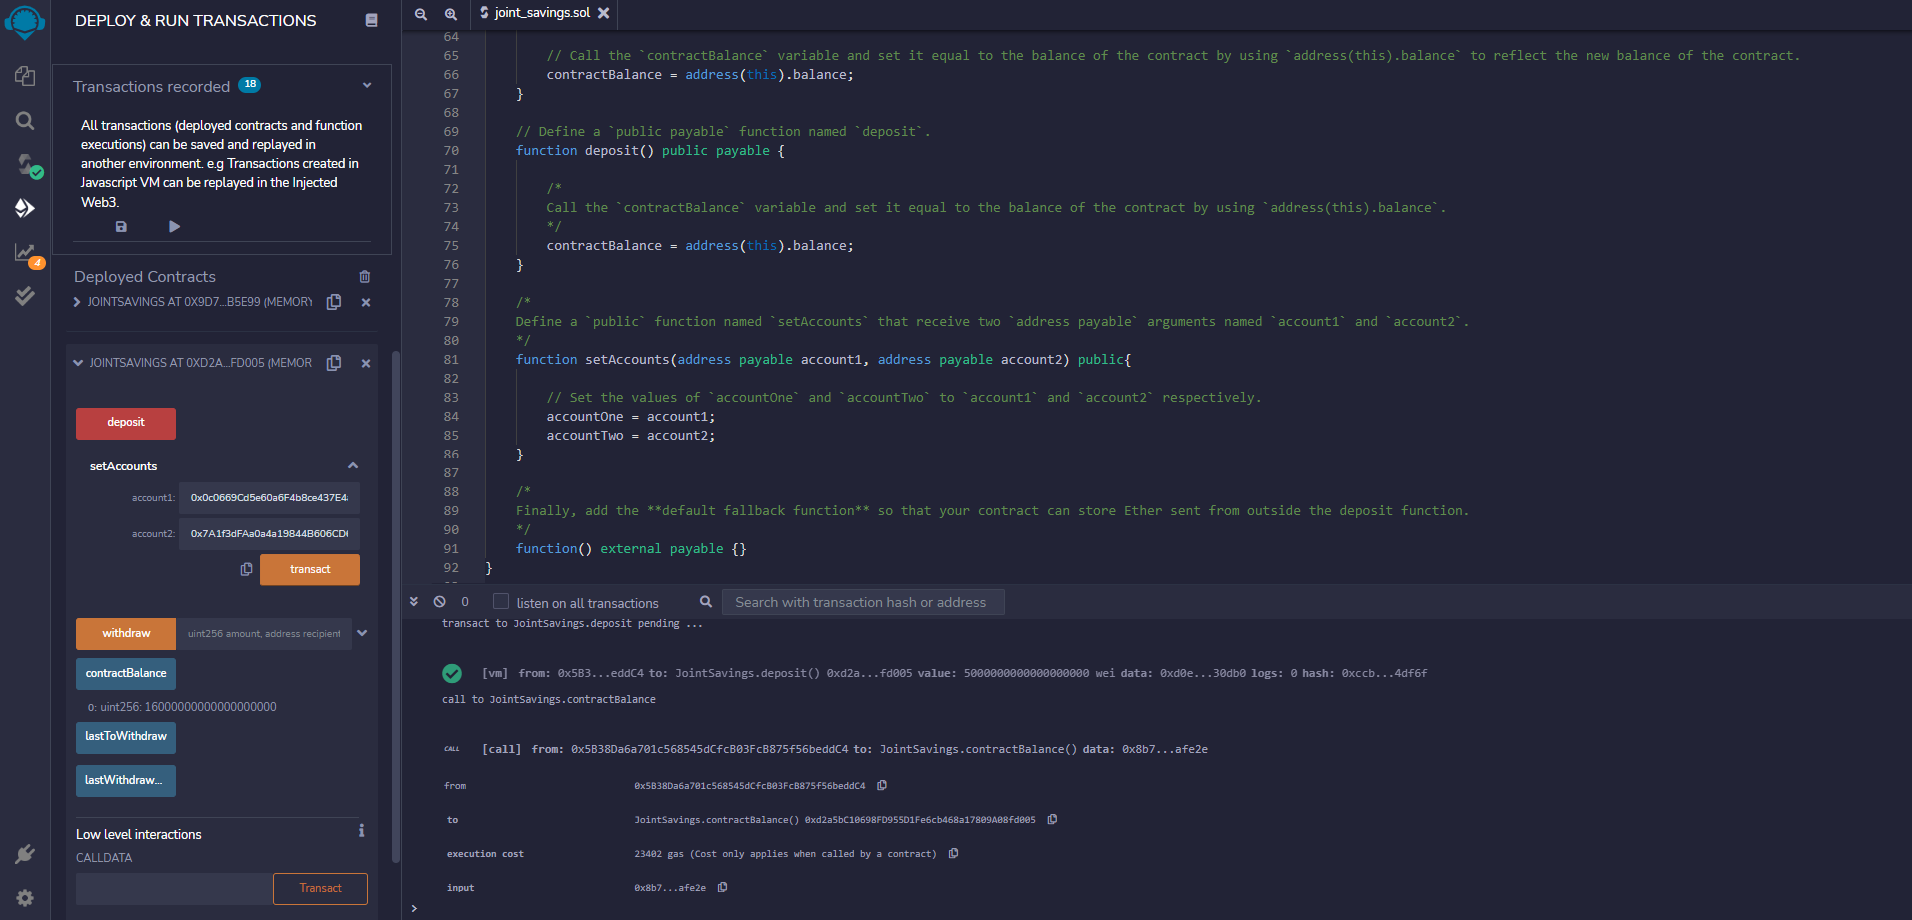 DEPLOY & RUN TRANSACTIONS
Transactions recorded 18
All transactions (deployed contracts and function
executions) can be saved and replayed in
another environment. e.g Transactions created in
Javascript VM can be replayed in the Injected
Web3.
4
Deployed Contracts
JOINTSAVINGS AT 0X9D7...B5E99 (MEMORY
JOINTSAVINGS AT 0XD2A...FD005 (MEMOR
deposit
setAccounts
account1: 0x0c0669Cd5e60a6F4b8ce437E4
account2: 0x7A1f3dFAa0a4a19844B606CD
transact
withdraw uint256 amount, address recipient
contractBalance
0: uint256: 16000000000000000000
lastToWithdraw
lastWithdraw...
Low level interactions i
CALLDATA
Transact
joint_savings.sol
64
65 // Call the `contractBalance` variable and set it equal to the balance of the contract by using `address(this).balance` to reflect the new balance of the contract.
66 contractBalance = address(this).balance;
67 }
68
69 // Define a `public payable` function named `deposit`.
70 function deposit() public payable {
71
72 /*
73 Call the `contractBalance` variable and set it equal to the balance of the contract by using `address(this).balance`.
74 */
75 contractBalance = address(this).balance;
76 }
77
78 /*
79 Define a `public` function named `setAccounts` that receive two `address payable` arguments named `account1` and `account2`.
80 */
81 function setAccounts(address payable account1, address payable account2) public{
82
83 // Set the values of `accountOne` and `accountTwo` to `account1` and `account2` respectively.
84 accountOne = account1;
85 accountTwo = account2;
86 }
87
88 /*
89 Finally, add the **default fallback function** so that your contract can store Ether sent from outside the deposit function.
90 */
91 function() external payable {}
92 }
0 listen on all transactions Search with transaction hash or address
transact to JointSavings.deposit pending ...
[vm] from: 0x5B3...eddC4 to: JointSavings.deposit() 0xd2a...fd005 value: 5000000000000000000 wei data: 0xd0e...30db0 logs: 0 hash: 0xccb...4df6f
call to JointSavings.contractBalance
CALL [call] from: 0x5B38Da6a701c568545dCfcB03FcB875f56beddC4 to: JointSavings.contractBalance() data: 0x8b7...afe2e
from 0x5B38Da6a701c568545dCfcB03FcB875f56beddC4
to JointSavings.contractBalance() 0xd2a5bC10698FD955D1Fe6cb468a17809A08fd005
execution cost 23402 gas (Cost only applies when called by a contract)
input 0x8b7...afe2e
>